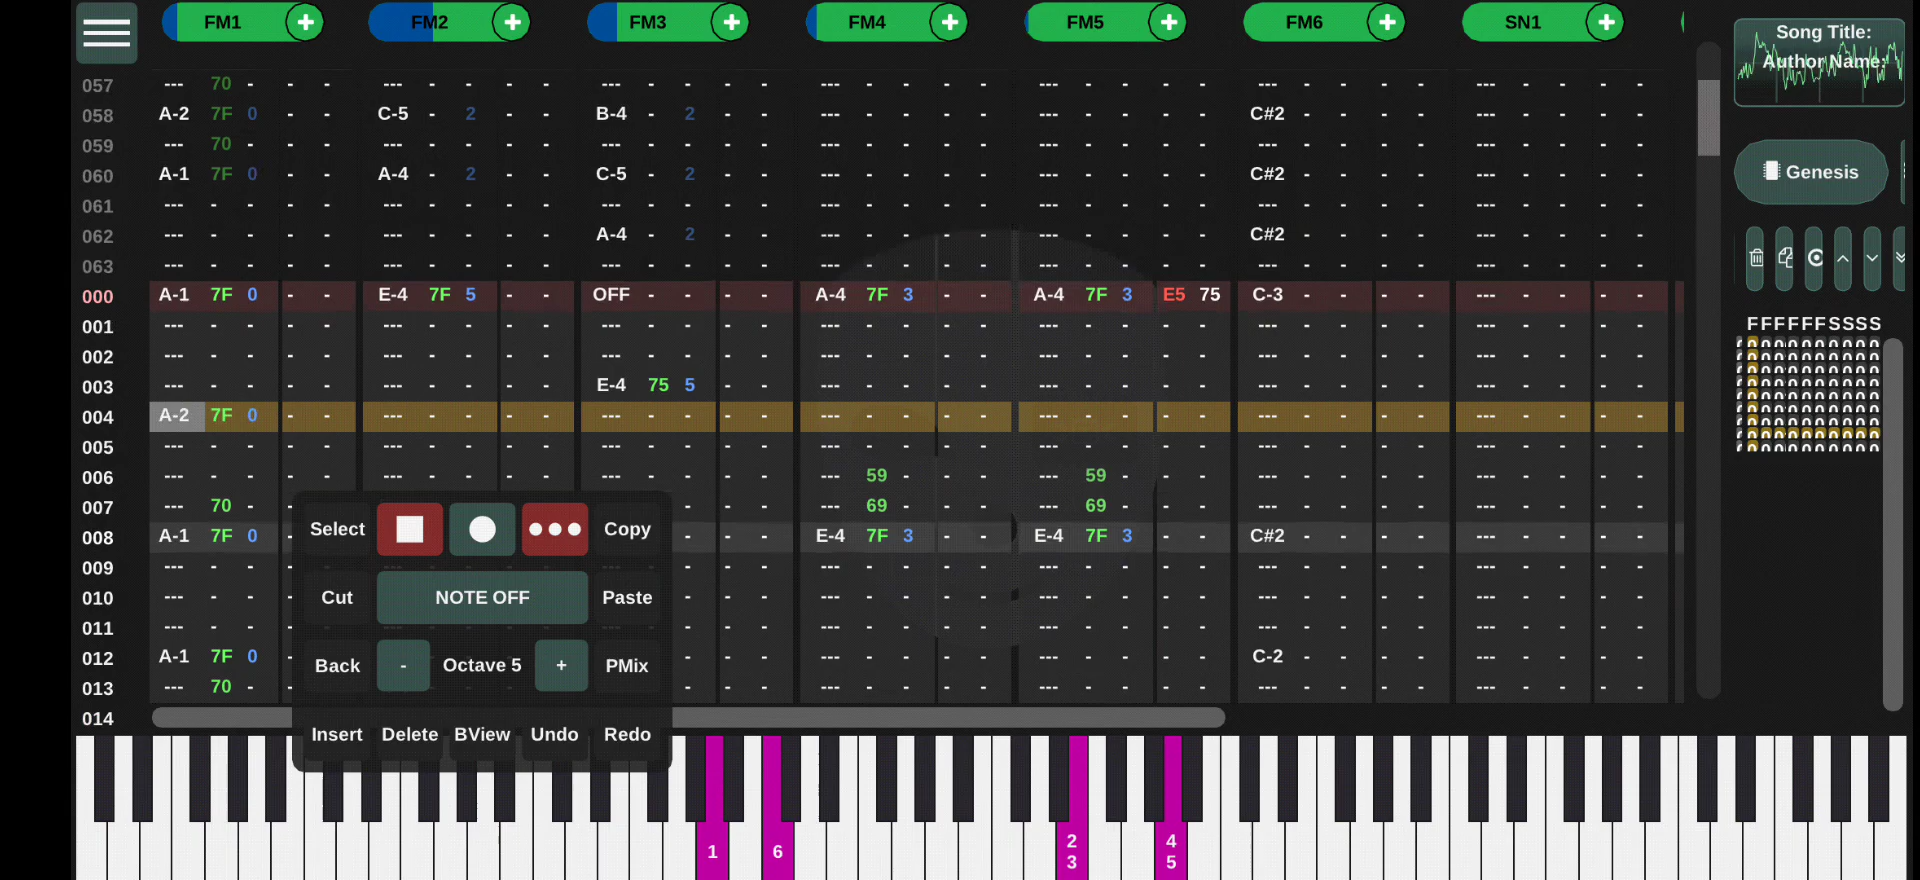 FM1 + FM2 + FM3 + FM4 + FM5 + FM6 + SN1 +
Song Title:
Author Name:
Genesis
FFFFFFSSSS
057 --- 70 - - - --- - - - - --- - - - - --- - - - - --- - - - - --- - - - - --- - - - -
058 A-2 7F 0 - - C-5 - 2 - - B-4 - 2 - - --- - - - - --- - - - - C#2 - - - - --- - - - -
059 --- 70 - - - --- - - - - --- - - - - --- - - - - --- - - - - --- - - - - --- - - - -
060 A-1 7F 0 - - A-4 - 2 - - C-5 - 2 - - --- - - - - --- - - - - C#2 - - - - --- - - - -
061 --- - - - - --- - - - - --- - - - - --- - - - - --- - - - - --- - - - - --- - - - -
062 --- - - - - --- - - - - A-4 - 2 - - --- - - - - --- - - - - C#2 - - - - --- - - - -
063 --- - - - - --- - - - - --- - - - - --- - - - - --- - - - - --- - - - - --- - - - -
000 A-1 7F 0 - - E-4 7F 5 - - OFF - - - - A-4 7F 3 - - A-4 7F 3 E5 75 C-3 - - - - --- - - - -
001 --- - - - - --- - - - - --- - - - - --- - - - - --- - - - - --- - - - - --- - - - -
002 --- - - - - --- - - - - --- - - - - --- - - - - --- - - - - --- - - - - --- - - - -
003 --- - - - - --- - - - - E-4 75 5 - - --- - - - - --- - - - - --- - - - - --- - - - -
004 A-2 7F 0 - - --- - - - - --- - - - - --- - - - - --- - - - - --- - - - - --- - - - -
005 --- - - - - --- - - - - --- - - - - --- - - - - --- - - - - --- - - - - --- - - - -
006 --- - - - - --- - - - - --- - - - - --- 59 - - - --- 59 - - - --- - - - - --- - - - -
007 --- 70 - - - --- 69 - - - --- 69 - - - --- - - - - --- - - - -
008 A-1 7F 0 - - - - E-4 7F 3 - - E-4 7F 3 - - C#2 - - - - --- - - - -
009 --- - - - - - - --- - - - - --- - - - - --- - - - - --- - - - -
010 --- - - - - - - --- - - - - --- - - - - --- - - - - --- - - - -
011 --- - - - - - - --- - - - - --- - - - - --- - - - - --- - - - -
012 A-1 7F 0 - - - - --- - - - - --- - - - - C-2 - - - - --- - - - -
013 --- 70 - - - - - --- - - - - --- - - - - --- - - - - --- - - - -
014
Select Copy
Cut NOTE OFF Paste
Back - Octave 5 + PMix
Insert Delete BView Undo Redo
1 6 2 3 4 5